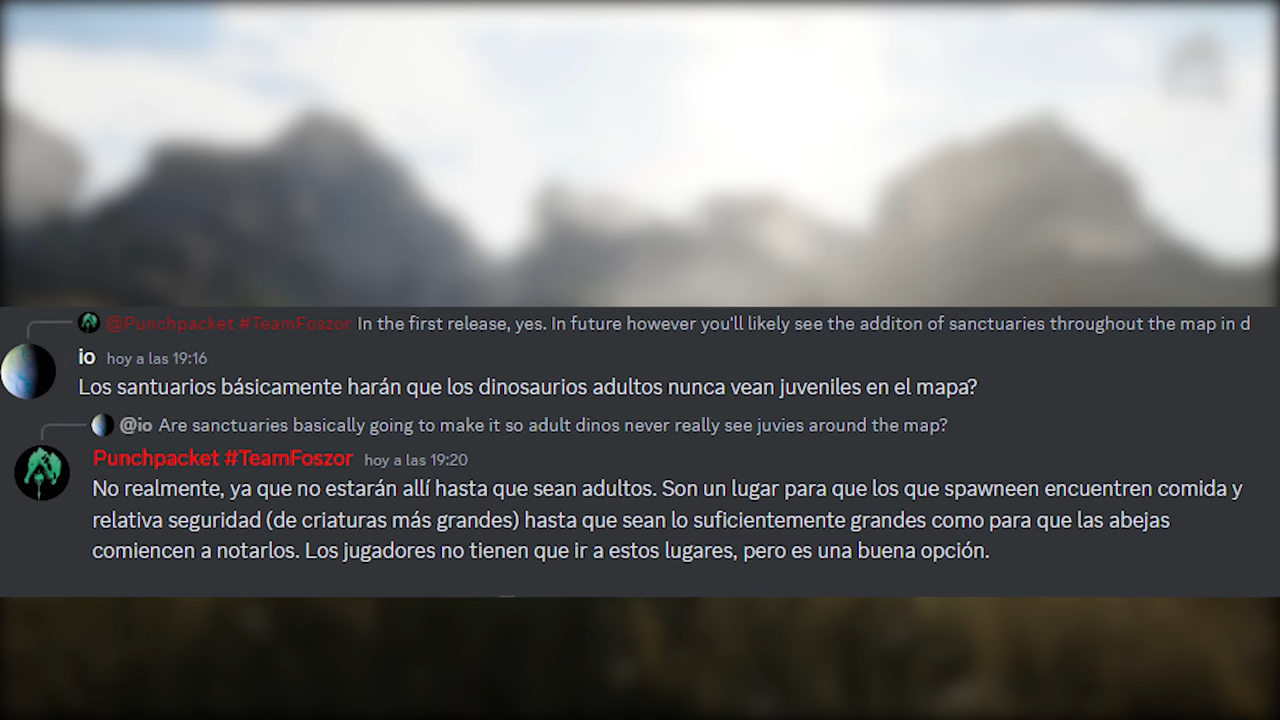 @Punchpacket #TeamFoszor In the first release, yes. In future however you'll likely see the additon of sanctuaries throughout the map in d
io hoy a las 19:16
Los santuarios básicamente harán que los dinosaurios adultos nunca vean juveniles en el mapa?
@io Are sanctuaries basically going to make it so adult dinos never really see juvies around the map?
Punchpacket #TeamFoszor hoy a las 19:20
No realmente, ya que no estarán allí hasta que sean adultos. Son un lugar para que los que spawneen encuentren comida y
relativa seguridad (de criaturas más grandes) hasta que sean lo suficientemente grandes como para que las abejas
comiencen a notarlos. Los jugadores no tienen que ir a estos lugares, pero es una buena opción.